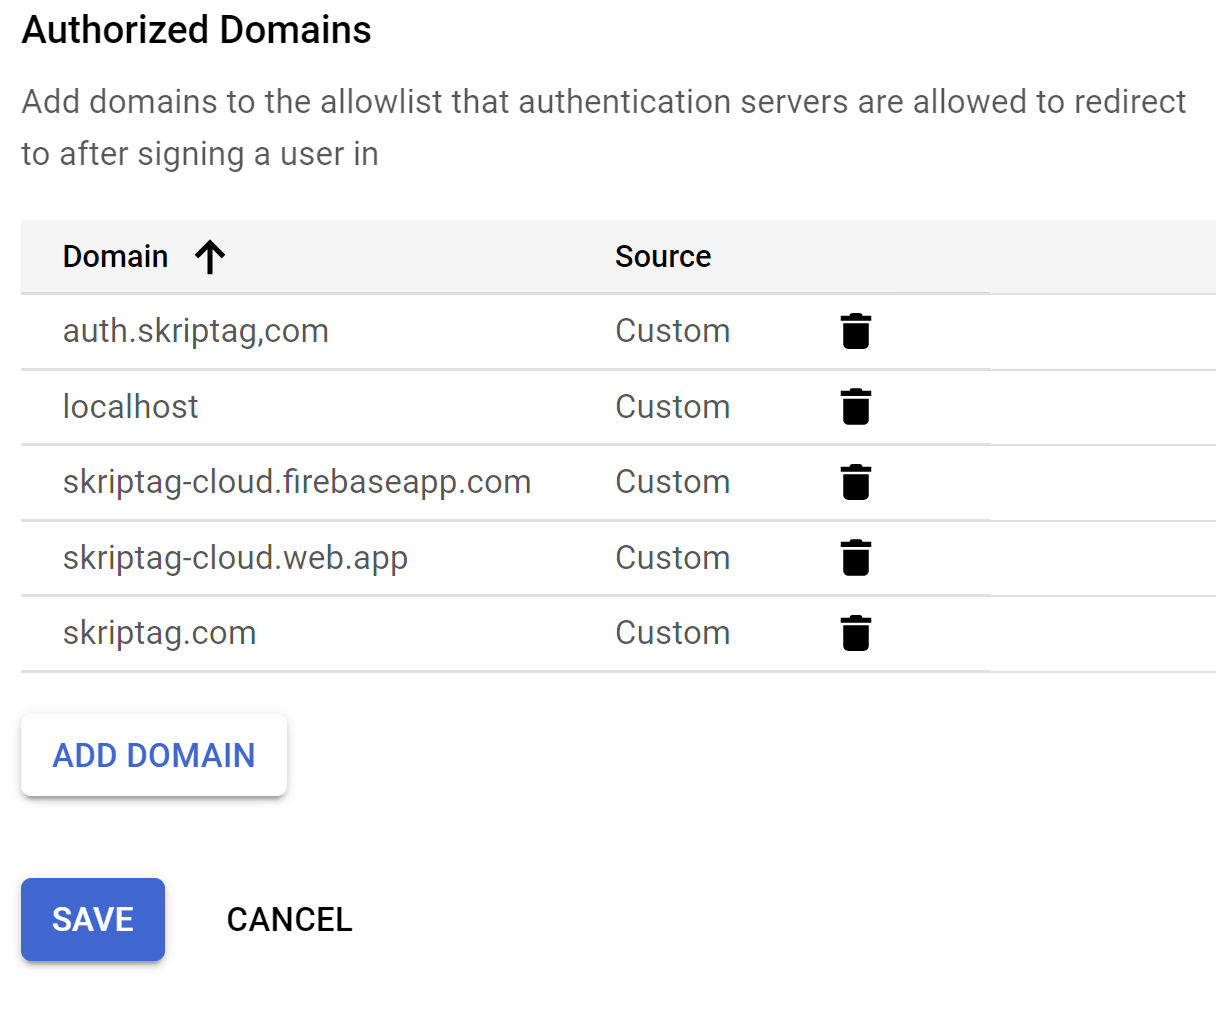 Authorized Domains
Add domains to the allowlist that authentication servers are allowed to redirect
to after signing a user in
Domain Source
auth.skriptag,com Custom
localhost Custom
skriptag-cloud.firebaseapp.com Custom
skriptag-cloud.web.app Custom
skriptag.com Custom
ADD DOMAIN
SAVE CANCEL